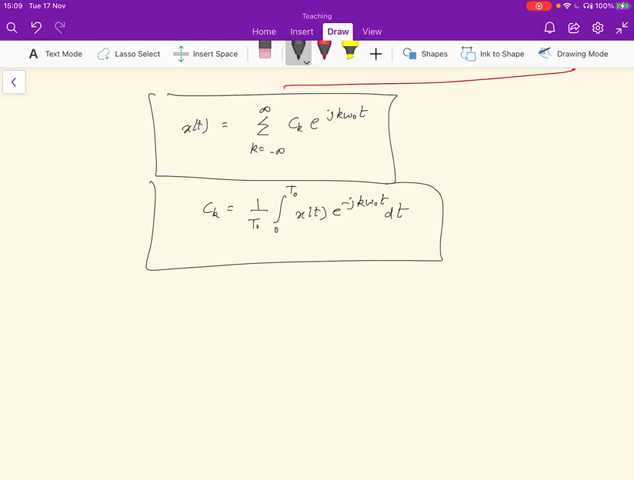 15:09 Tue 17 Nov 100%
Teaching
Home Insert Draw View
A Text Mode Lasso Select Insert Space Shapes Ink to Shape Drawing Mode
x(t) = ∑_{k=-∞}^{∞} C_k e^{jkω₀t}
C_k = 1/T₀ ∫_0^{T₀} x(t) e^{-jkω₀t} dt